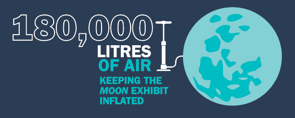 180,000
LITRES
OF AIR
KEEPING THE
MOON EXHIBIT
INFLATED